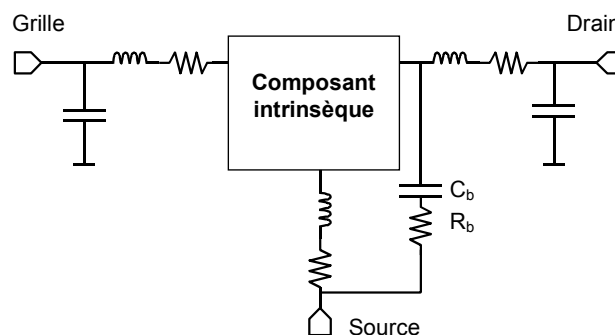 Grille
Drain
Composant
intrinsèque
C_b
R_b
Source